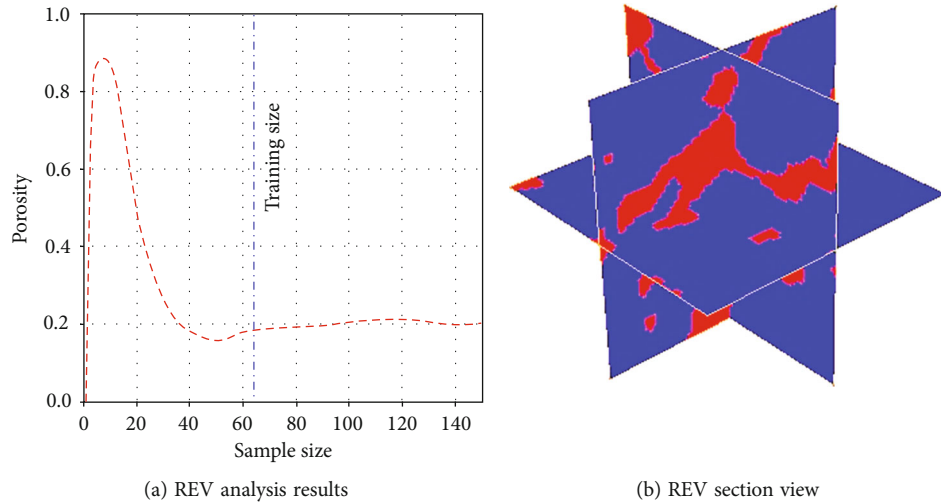 1.0
0.8
0.6
0.4
0.2
0.0
Porosity
Training size
0 20 40 60 80 100 120 140
Sample size
(a) REV analysis results
(b) REV section view